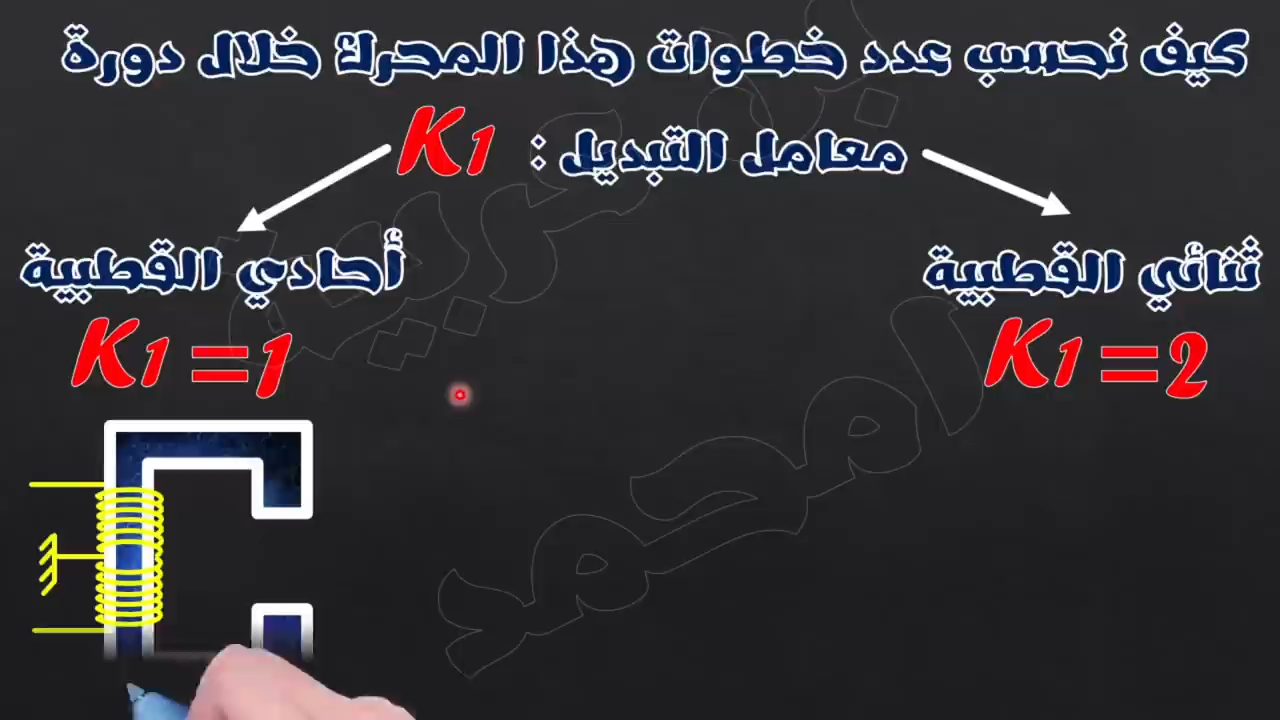 كيف نحسب عدد خطوات هذا المحرك خلال دورة
معامل التبديل : K1
ثنائي القطبية
أحادي القطبية
K1=2
K1=1